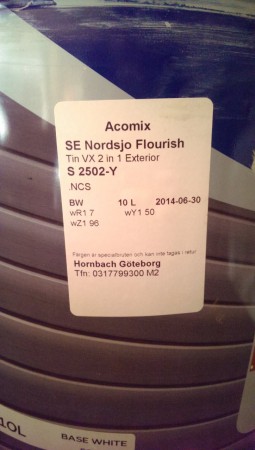 Acomix
SE Nordsjo Flourish
Tin VX 2 in 1 Exterior
S 2502-Y
.NCS
BW 10 L 2014-06-30
wR1 7 wY1 50
wZ1 96
Färgen är specialbruten och kan inte tagas i retur
Hornbach Göteborg
Tfn: 0317799300 M2
10L
BASE WHITE